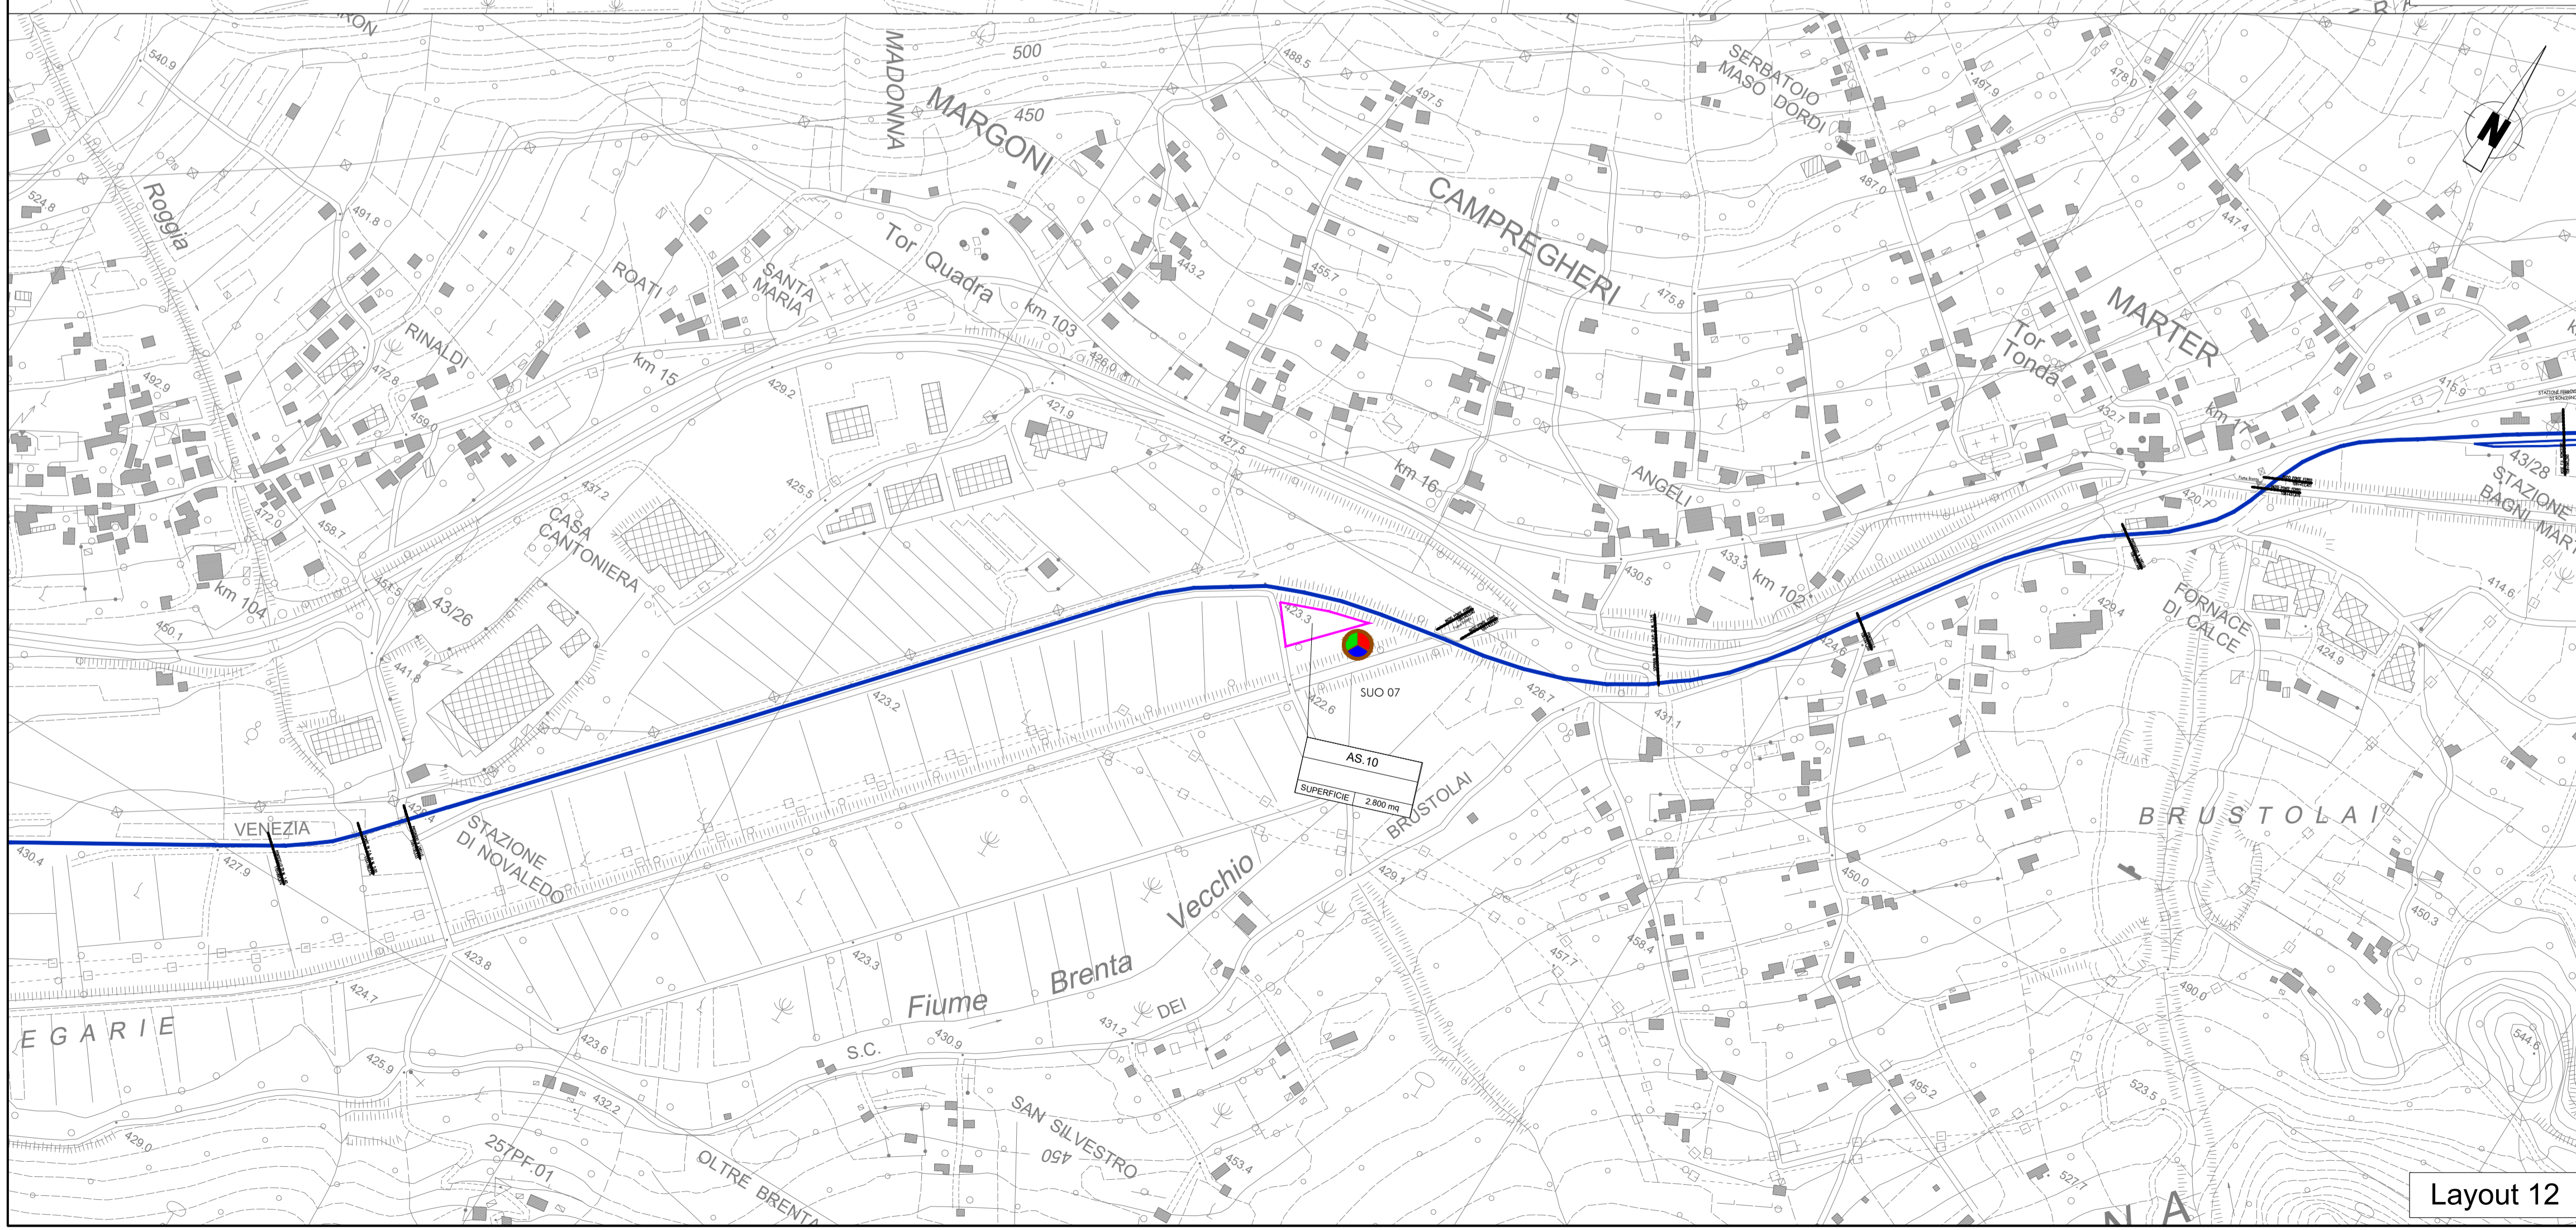 540.9
MADONNA
500
450
MARGONI
488.5
497.5
SERBATOIO
MASO DORDI
497.9
478.0
N
524.8
Roggia
491.8
ROATI
SANTA
MARIA
Tor Quadra
443.2
455.7
CAMPREGHERI
475.8
487.0
447.4
MARTER
Tor
Tonda
RINALDI
472.8
459.0
492.9
km 15
429.2
km 103
426.0
421.9
427.5
km 16
ANGELI
432.7
km 17
415.9
43/28
STAZIONE
472.0
458.7
437.2
425.5
CASA
CANTONIERA
451.5
43/26
km 104
450.1
441.8
423.3
430.5
433.3
km 102
420.7
424.6
429.4
FORNACE
DI CALCE
414.6
424.9
423.2
SUO 07
422.6
426.7
431.1
AS.10
SUPERFICIE 2.800 mq
BRUSTOLAI
BRUSTOLAI
VENEZIA
430.4
427.9
STAZIONE
DI NOVALEDO
429.1
450.0
458.4
457.7
450.3
Fiume Brenta Vecchio
423.8
423.3
424.7
EGARIE
425.9
423.6
S.C.
430.9
431.2
DEI
490.0
544.6
429.0
432.2
257PF-01
OLTRE BRENTA
SAN SILVESTRO
450
453.4
495.2
523.5
527.7
N A
Layout 12